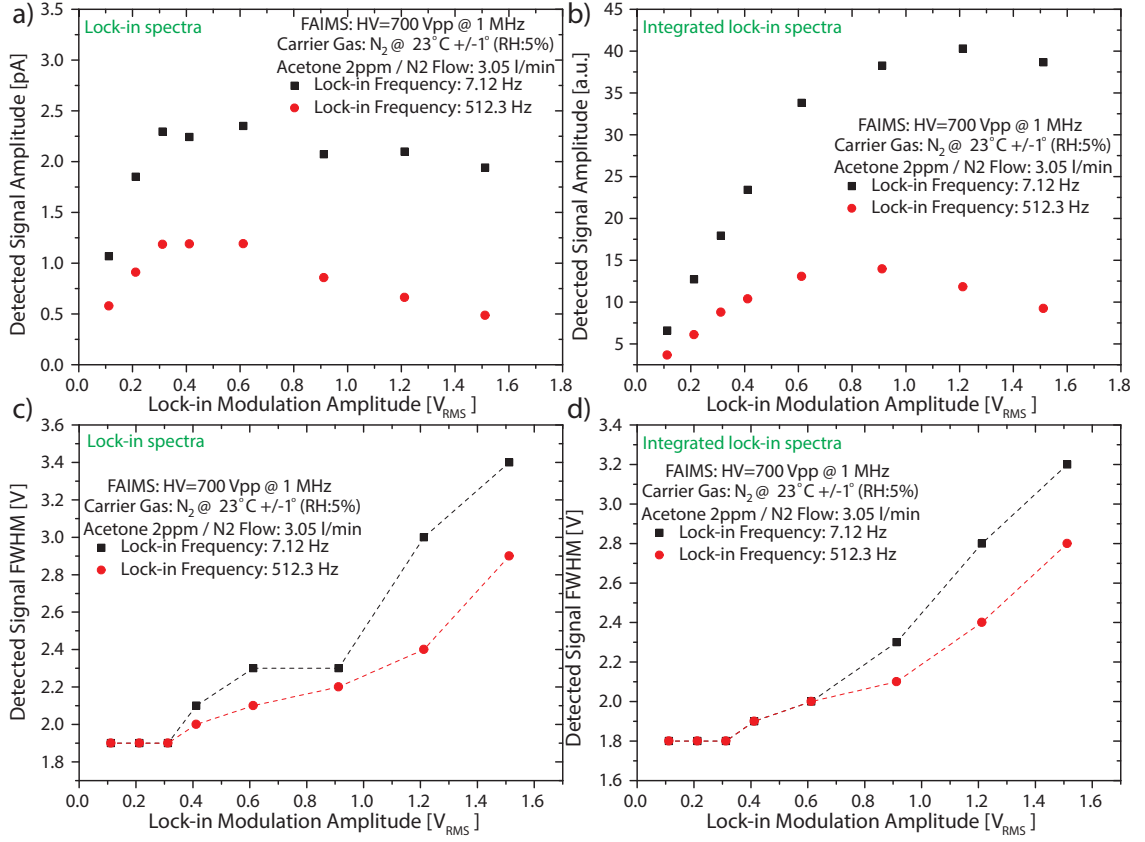 a)
Lock-in spectra
FAIMS: HV=700 Vpp @ 1 MHz
Carrier Gas: N₂ @ 23°C +/-1° (RH:5%)
Acetone 2ppm / N2 Flow: 3.05 l/min
Lock-in Frequency: 7.12 Hz
Lock-in Frequency: 512.3 Hz
Detected Signal Amplitude [pA]
3.5
3.0
2.5
2.0
1.5
1.0
0.5
0.0
0.0 0.2 0.4 0.6 0.8 1.0 1.2 1.4 1.6 1.8
Lock-in Modulation Amplitude [V_RMS ]
b)
Integrated lock-in spectra
FAIMS: HV=700 Vpp @ 1 MHz
Carrier Gas: N₂ @ 23°C +/-1° (RH:5%)
Acetone 2ppm / N2 Flow: 3.05 l/min
Lock-in Frequency: 7.12 Hz
Lock-in Frequency: 512.3 Hz
Detected Signal Amplitude [a.u.]
45
40
35
30
25
20
15
10
5
0.0 0.2 0.4 0.6 0.8 1.0 1.2 1.4 1.6 1.8
Lock-in Modulation Amplitude [V_RMS ]
c)
Lock-in spectra
FAIMS: HV=700 Vpp @ 1 MHz
Carrier Gas: N₂ @ 23°C +/-1° (RH:5%)
Acetone 2ppm / N2 Flow: 3.05 l/min
Lock-in Frequency: 7.12 Hz
Lock-in Frequency: 512.3 Hz
Detected Signal FWHM [V]
3.6
3.4
3.2
3.0
2.8
2.6
2.4
2.2
2.0
1.8
0.0 0.2 0.4 0.6 0.8 1.0 1.2 1.4 1.6
Lock-in Modulation Amplitude [V_RMS ]
d)
Integrated lock-in spectra
FAIMS: HV=700 Vpp @ 1 MHz
Carrier Gas: N₂ @ 23°C +/-1° (RH:5%)
Acetone 2ppm / N2 Flow: 3.05 l/min
Lock-in Frequency: 7.12 Hz
Lock-in Frequency: 512.3 Hz
Detected Signal FWHM [V]
3.4
3.2
3.0
2.8
2.6
2.4
2.2
2.0
1.8
1.6
0.0 0.2 0.4 0.6 0.8 1.0 1.2 1.4 1.6
Lock-in Modulation Amplitude [V_RMS ]